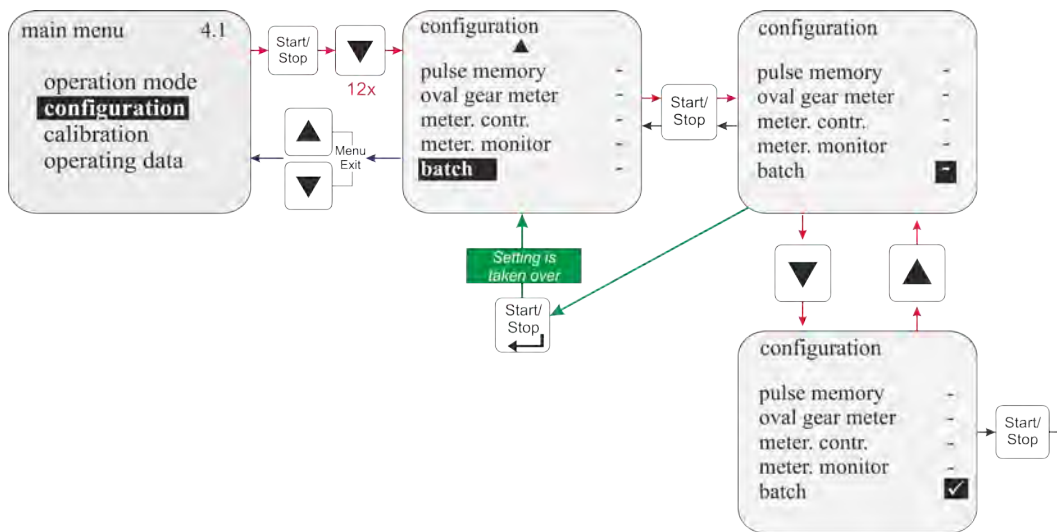 main menu 4.1
operation mode
configuration
calibration
operating data
Start/
Stop
12x
Menu
Exit
configuration
pulse memory -
oval gear meter -
meter. contr. -
meter. monitor -
batch -
Start/
Stop
configuration
pulse memory -
oval gear meter -
meter. contr. -
meter. monitor -
batch -
Setting is
taken over
Start/
Stop
configuration
pulse memory -
oval gear meter -
meter. contr. -
meter. monitor -
batch ✓
Start/
Stop